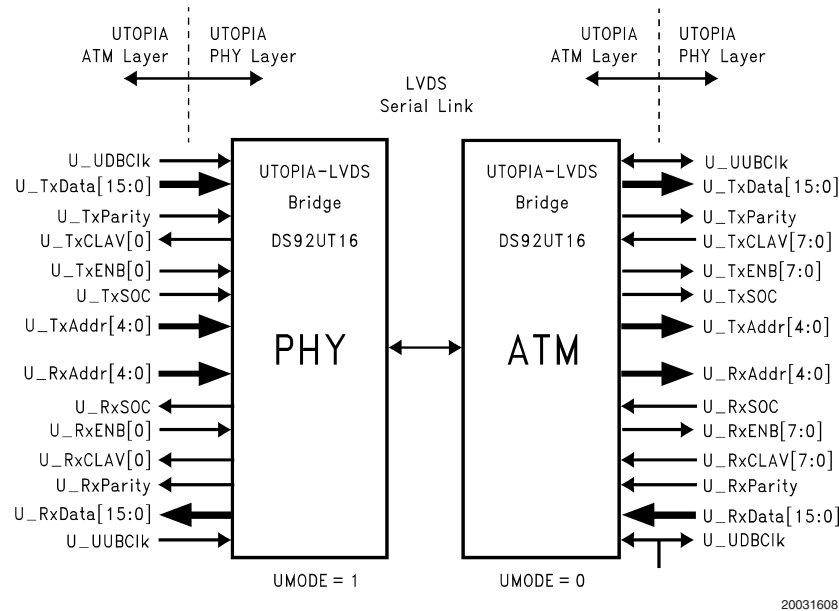 UTOPIA ATM Layer
UTOPIA PHY Layer
LVDS Serial Link
UTOPIA ATM Layer
UTOPIA PHY Layer
U_UDBClk
U_TxData[15:0]
U_TxParity
U_TxCLAV[0]
U_TxENB[0]
U_TxSOC
U_TxAddr[4:0]
U_RxAddr[4:0]
U_RxSOC
U_RxENB[0]
U_RxCLAV[0]
U_RxParity
U_RxData[15:0]
U_UUBClk
UTOPIA-LVDS
Bridge
DS92UT16
PHY
UMODE = 1
UTOPIA-LVDS
Bridge
DS92UT16
ATM
UMODE = 0
U_UUBClk
U_TxData[15:0]
U_TxParity
U_TxCLAV[7:0]
U_TxENB[7:0]
U_TxSOC
U_TxAddr[4:0]
U_RxAddr[4:0]
U_RxSOC
U_RxENB[7:0]
U_RxCLAV[7:0]
U_RxParity
U_RxData[15:0]
U_UDBClk
20031608